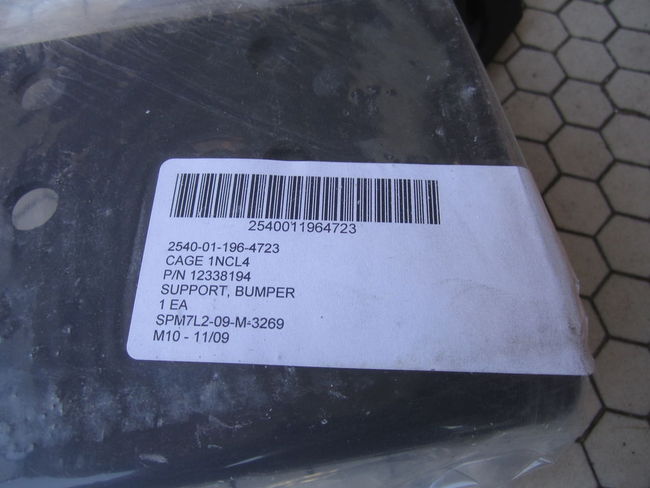 2540011964723
2540-01-196-4723
CAGE 1NCL4
P/N 12338194
SUPPORT, BUMPER
1 EA
SPM7L2-09-M-3269
M10 - 11/09